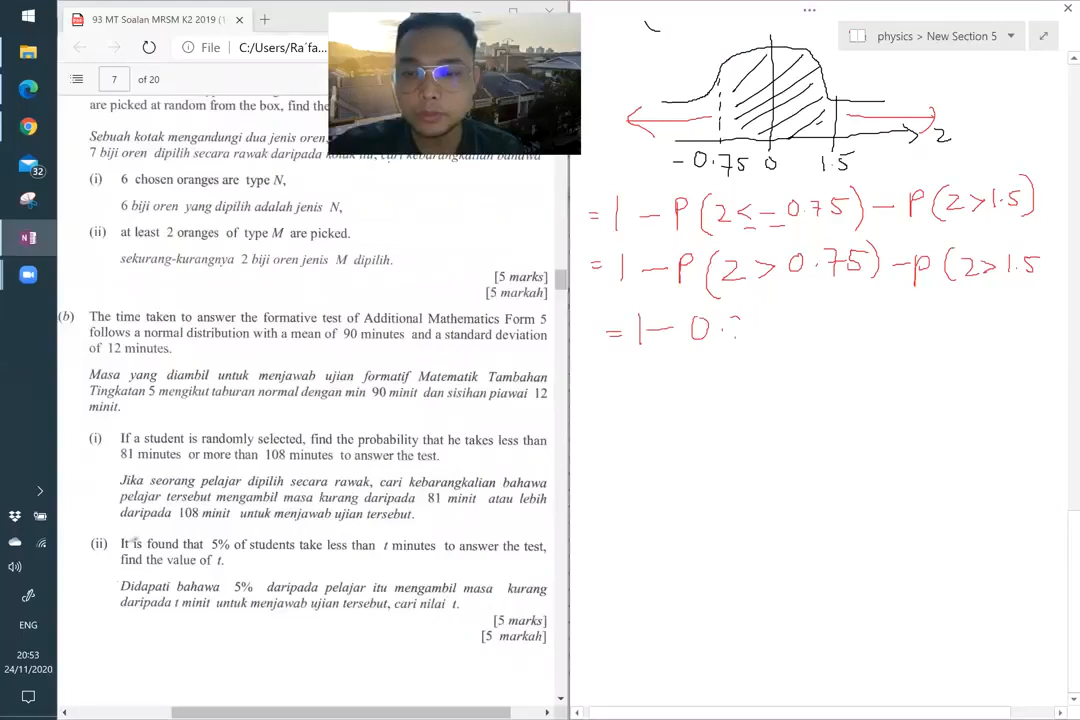 93 MT Soalan MRSM K2 2019 (
File C:/Users/Ra'fa...
7 of 20
are picked at random from the box, find the
Sebuah kotak mengandungi dua jenis oren.
7 biji oren dipilih secara rawak daripada kotak itu, cari kebarangkalian bahawa
(i) 6 chosen oranges are type N,
6 biji oren yang dipilih adalah jenis N,
(ii) at least 2 oranges of type M are picked.
sekurang-kurangnya 2 biji oren jenis M dipilih.
[5 marks]
[5 markah]
(b) The time taken to answer the formative test of Additional Mathematics Form 5
follows a normal distribution with a mean of 90 minutes and a standard deviation
of 12 minutes.
Masa yang diambil untuk menjawab ujian formatif Matematik Tambahan
Tingkatan 5 mengikut taburan normal dengan min 90 minit dan sisihan piawai 12
minit.
(i) If a student is randomly selected, find the probability that he takes less than
81 minutes or more than 108 minutes to answer the test.
Jika seorang pelajar dipilih secara rawak, cari kebarangkalian bahawa
pelajar tersebut mengambil masa kurang daripada 81 minit atau lebih
daripada 108 minit untuk menjawab ujian tersebut.
(ii) It is found that 5% of students take less than t minutes to answer the test,
find the value of t.
Didapati bahawa 5% daripada pelajar itu mengambil masa kurang
daripada t minit untuk menjawab ujian tersebut, cari nilai t.
[5 marks]
[5 markah]
32
ENG
20:53
24/11/2020
physics > New Section 5
z
-0.75 0 1.5
= 1 - P(z ≤ -0.75) - P(z > 1.5)
= 1 - P(z > 0.75) - P(z > 1.5
= 1 - 0.